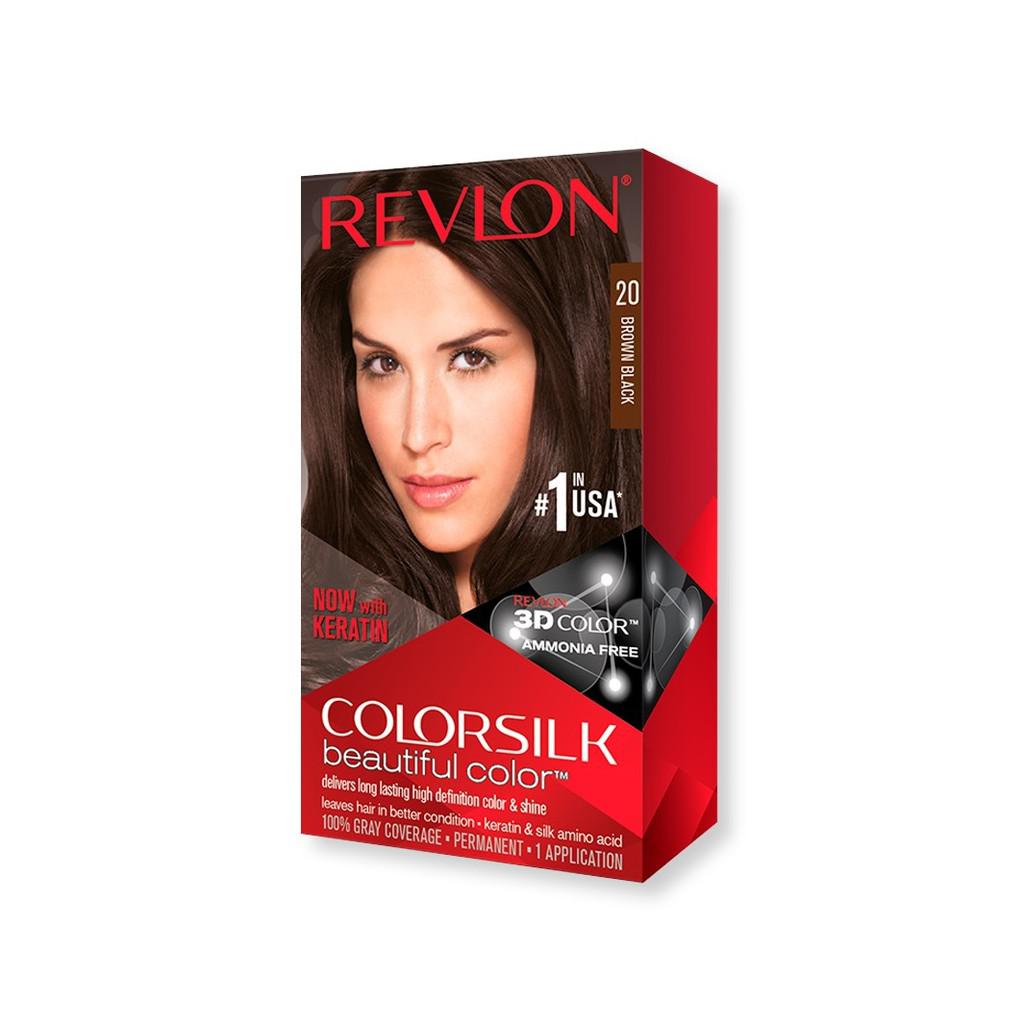 REVLON®
20
BROWN BLACK
#1 IN USA*
NOW with
KERATIN
REVLON
3D COLOR™
AMMONIA FREE
COLORSILK
beautiful color™
delivers long lasting high definition color & shine
leaves hair in better condition • keratin & silk amino acid
100% GRAY COVERAGE • PERMANENT • 1 APPLICATION